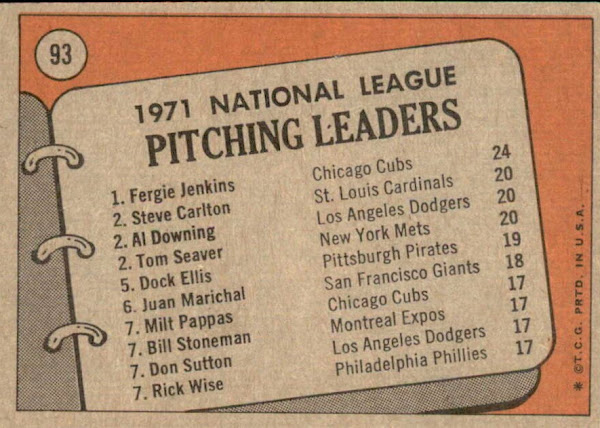 93
1971 NATIONAL LEAGUE
PITCHING LEADERS
1. Fergie Jenkins Chicago Cubs 24
2. Steve Carlton St. Louis Cardinals 20
2. Al Downing Los Angeles Dodgers 20
2. Tom Seaver New York Mets 20
5. Dock Ellis Pittsburgh Pirates 19
6. Juan Marichal San Francisco Giants 18
7. Milt Pappas Chicago Cubs 17
7. Bill Stoneman Montreal Expos 17
7. Don Sutton Los Angeles Dodgers 17
7. Rick Wise Philadelphia Phillies 17
* ©T.C.G. PRTD. IN U.S.A.